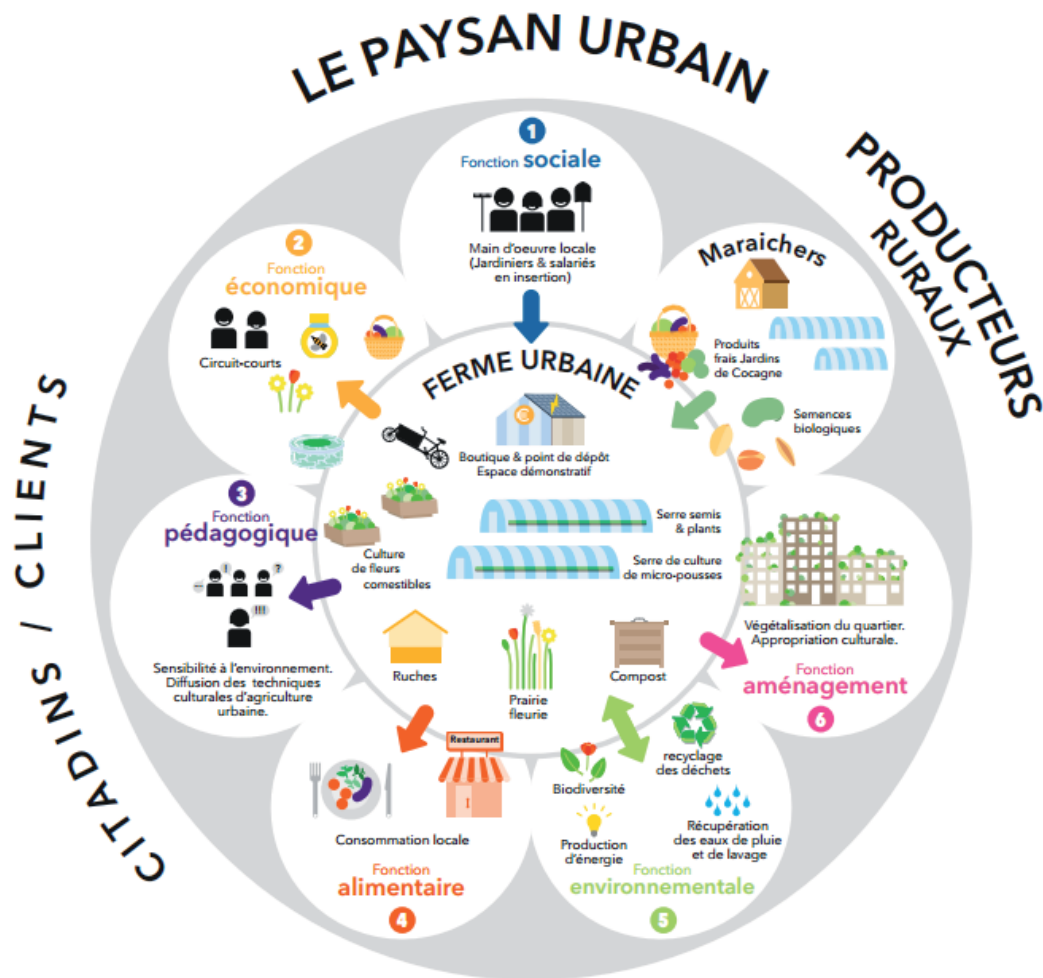 LE PAYSAN URBAIN
PRODUCTEURS
RURAUX
CITADINS / CLIENTS
1
Fonction sociale
Main d'oeuvre locale
(Jardiniers & salariés
en insertion)
2
Fonction
économique
Circuit-courts
Maraichers
Produits
frais Jardins
de Cocagne
Semences
biologiques
FERME URBAINE
€
Boutique & point de dépôt
Espace démonstratif
Serre semis
& plants
Serre de culture
de micro-pousses
Culture
de fleurs
comestibles
Ruches
Prairie
fleurie
Compost
3
Fonction
pédagogique
!
?
!!!
Sensibilité à l'environnement.
Diffusion des techniques
culturales d'agriculture
urbaine.
Végétalisation du quartier.
Appropriation culturale.
Fonction
aménagement
6
Restaurant
Consommation locale
Fonction
alimentaire
4
Biodiversité
recyclage
des déchets
Production
d'énergie
Récupération
des eaux de pluie
et de lavage
Fonction
environnementale
5